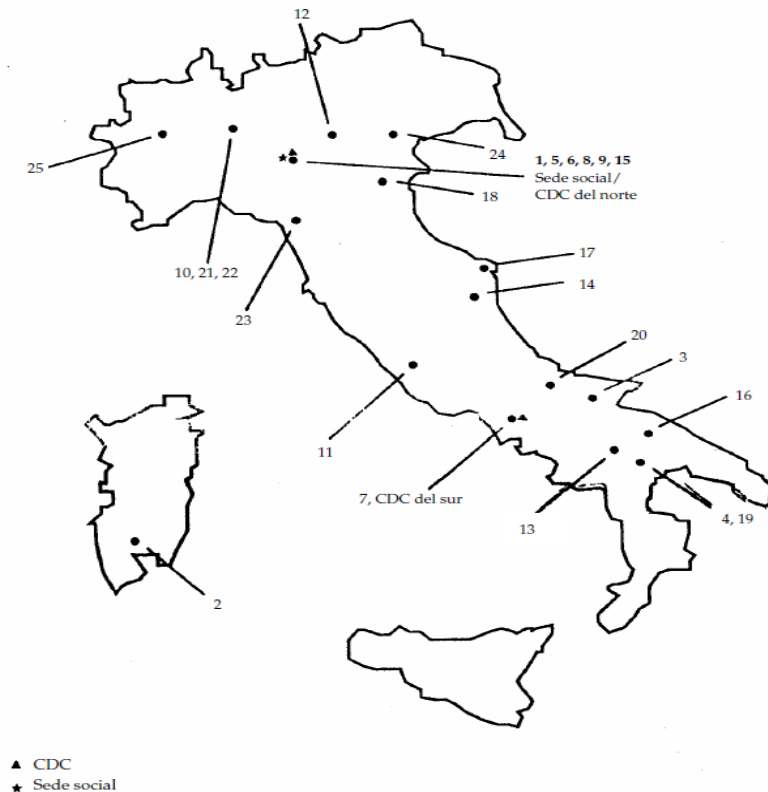 12
25
24
1, 5, 6, 8, 9, 15
Sede social/
CDC del norte
18
10, 21, 22
17
14
23
20
3
16
11
7, CDC del sur
13
4, 19
2
CDC
Sede social